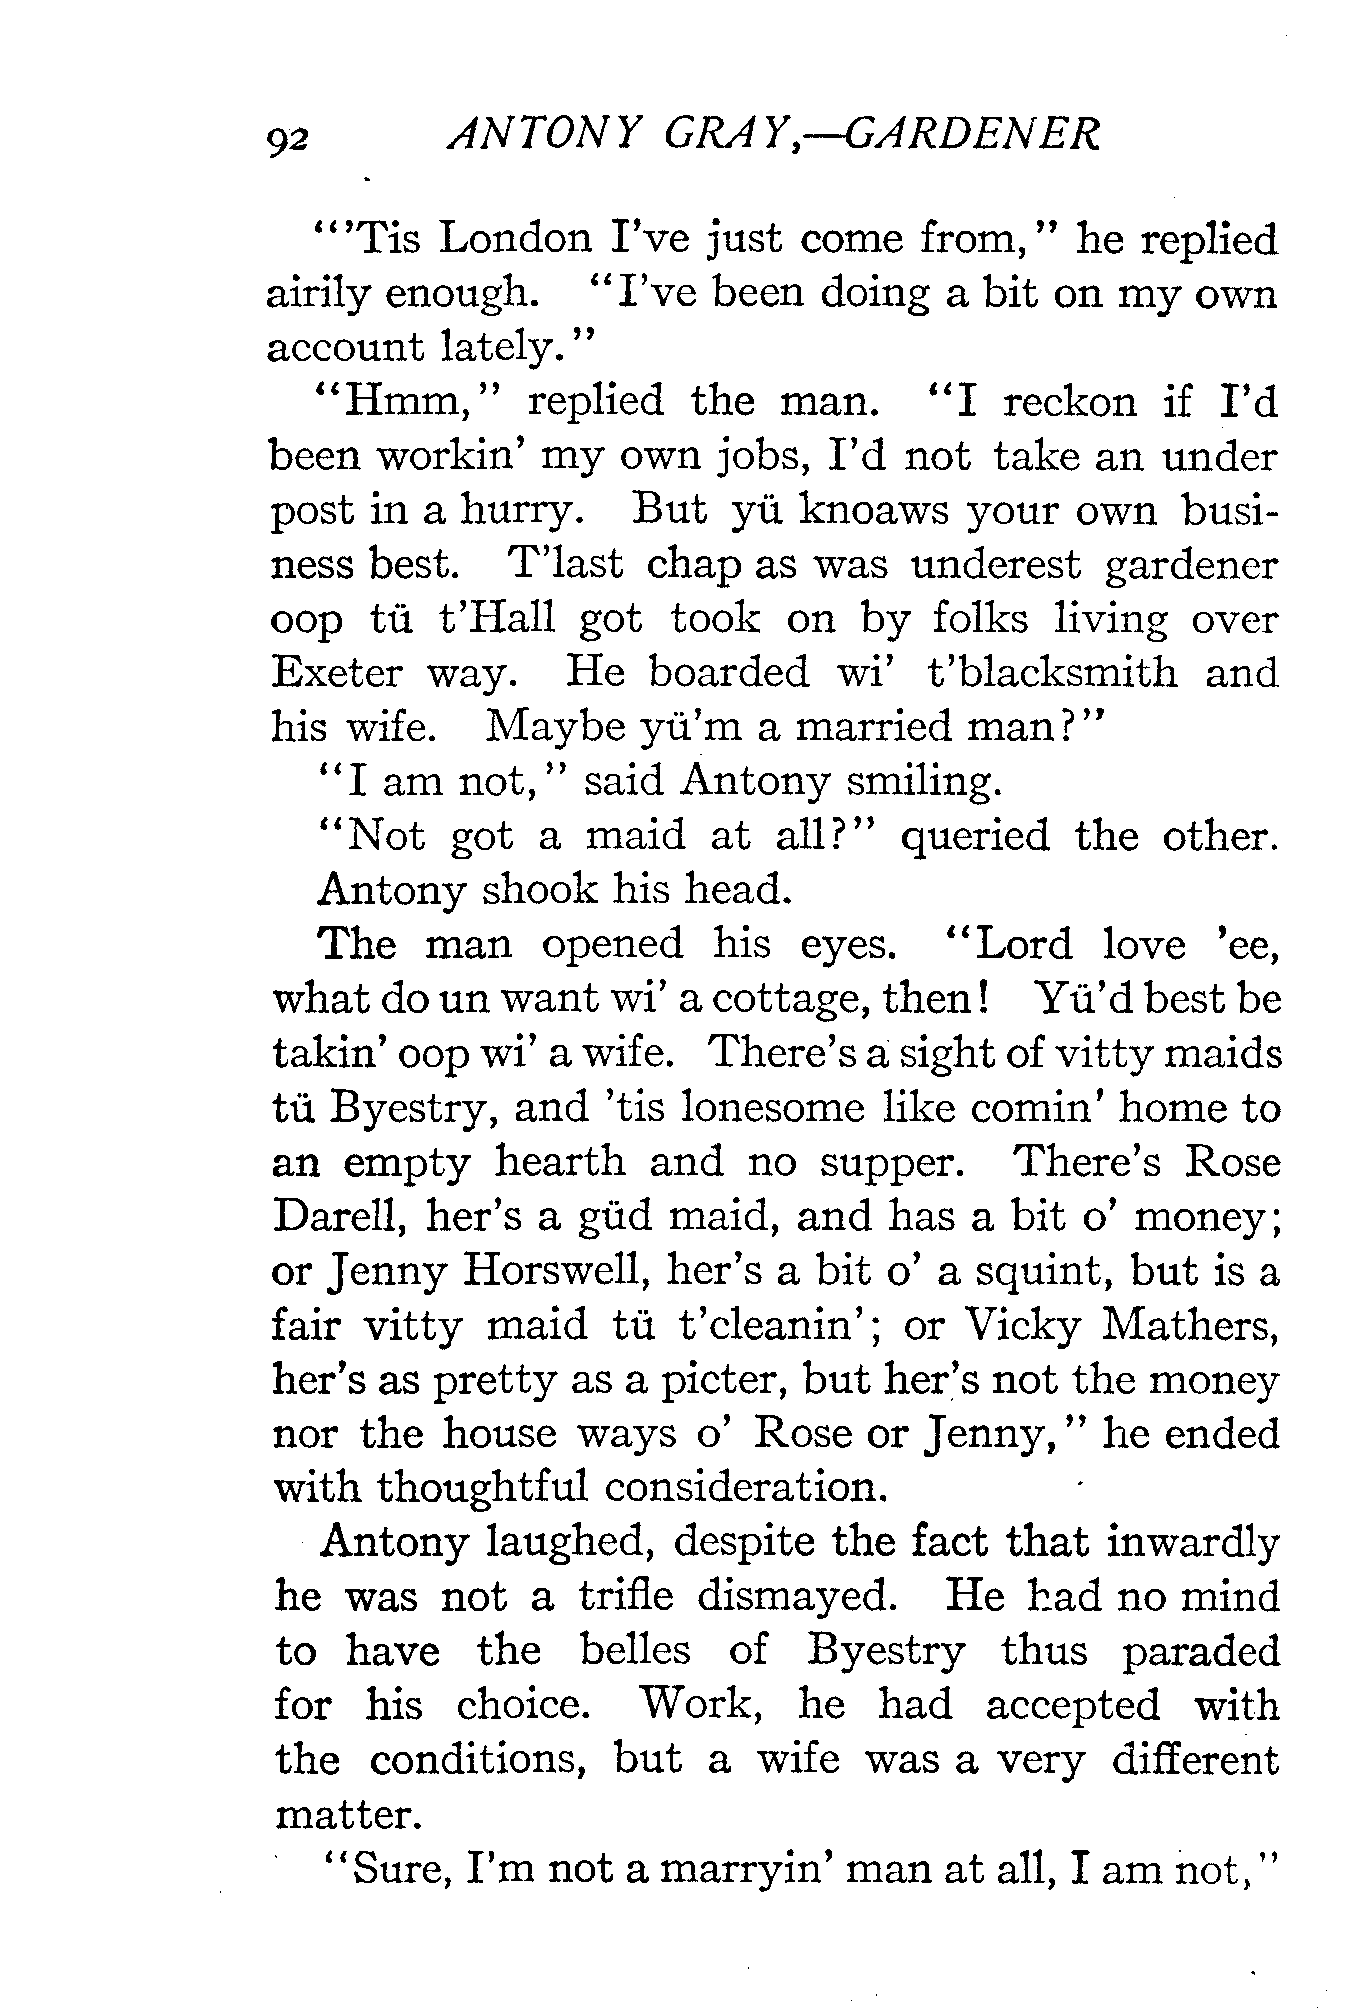 92 ANTONY GRAY,—GARDENER
"'Tis London I've just come from," he replied
airily enough. "I've been doing a bit on my own
account lately."
"Hmm," replied the man. "I reckon if I'd
been workin' my own jobs, I'd not take an under
post in a hurry. But yü knoaws your own busi-
ness best. T'last chap as was underest gardener
oop tü t'Hall got took on by folks living over
Exeter way. He boarded wi' t'blacksmith and
his wife. Maybe yü'm a married man?"
"I am not," said Antony smiling.
"Not got a maid at all?" queried the other.
Antony shook his head.
The man opened his eyes. "Lord love 'ee,
what do un want wi' a cottage, then! Yü'd best be
takin' oop wi' a wife. There's a sight of vitty maids
tü Byestry, and 'tis lonesome like comin' home to
an empty hearth and no supper. There's Rose
Darell, her's a güd maid, and has a bit o' money;
or Jenny Horswell, her's a bit o' a squint, but is a
fair vitty maid tü t'cleanin'; or Vicky Mathers,
her's as pretty as a picter, but her's not the money
nor the house ways o' Rose or Jenny," he ended
with thoughtful consideration.
Antony laughed, despite the fact that inwardly
he was not a trifle dismayed. He had no mind
to have the belles of Byestry thus paraded
for his choice. Work, he had accepted with
the conditions, but a wife was a very different
matter.
"Sure, I'm not a marryin' man at all, I am not,"